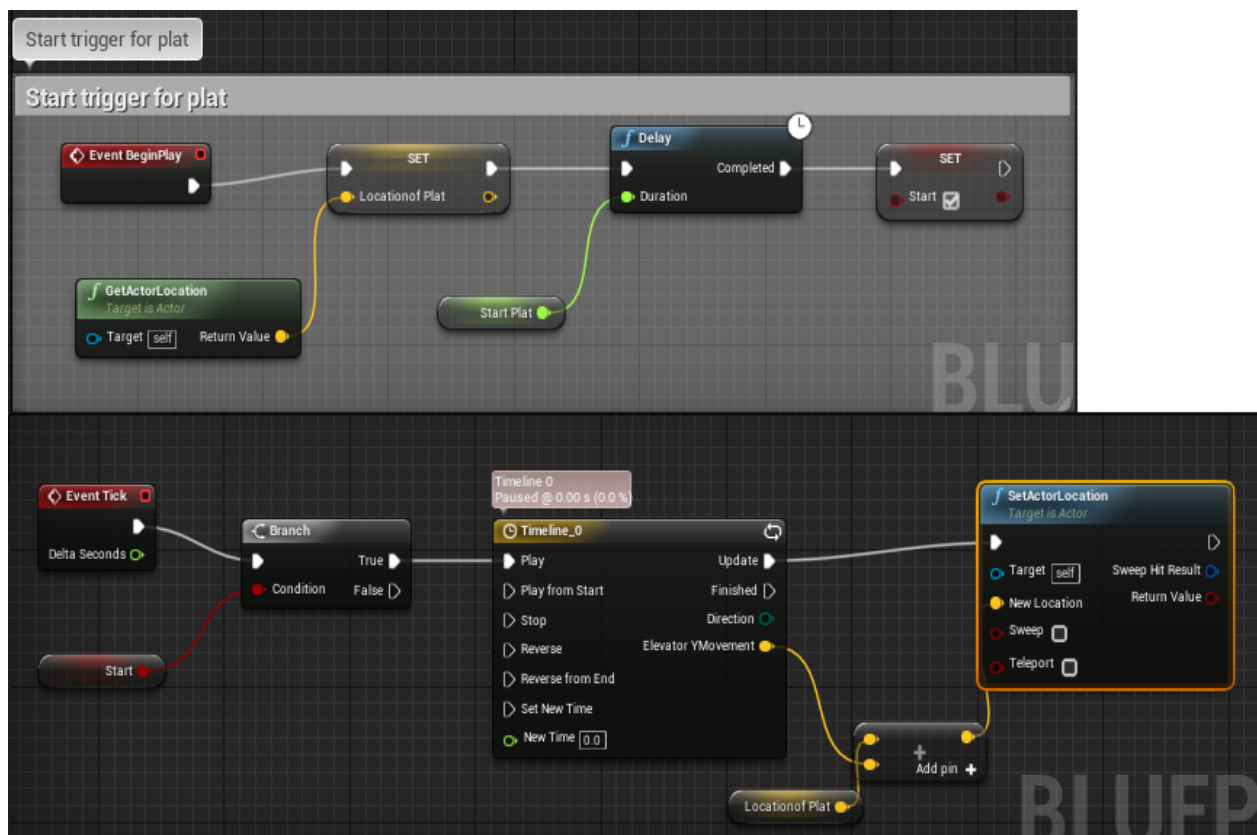 Start trigger for plat
Start trigger for plat
Event BeginPlay
SET
Locationof Plat
f Delay
Completed
Duration
SET
Start
f GetActorLocation
Target is Actor
Target self Return Value
Start Plat
BLU
Event Tick
Delta Seconds
Branch
True
Condition False
Start
Timeline 0
Paused @ 0.00 s (0.0 %)
Timeline_0
Play Update
Play from Start Finished
Stop Direction
Reverse Elevator YMovement
Reverse from End
Set New Time
New Time 0.0
f SetActorLocation
Target is Actor
Target self Sweep Hit Result
New Location Return Value
Sweep
Teleport
Add pin +
Locationof Plat
BLUEP